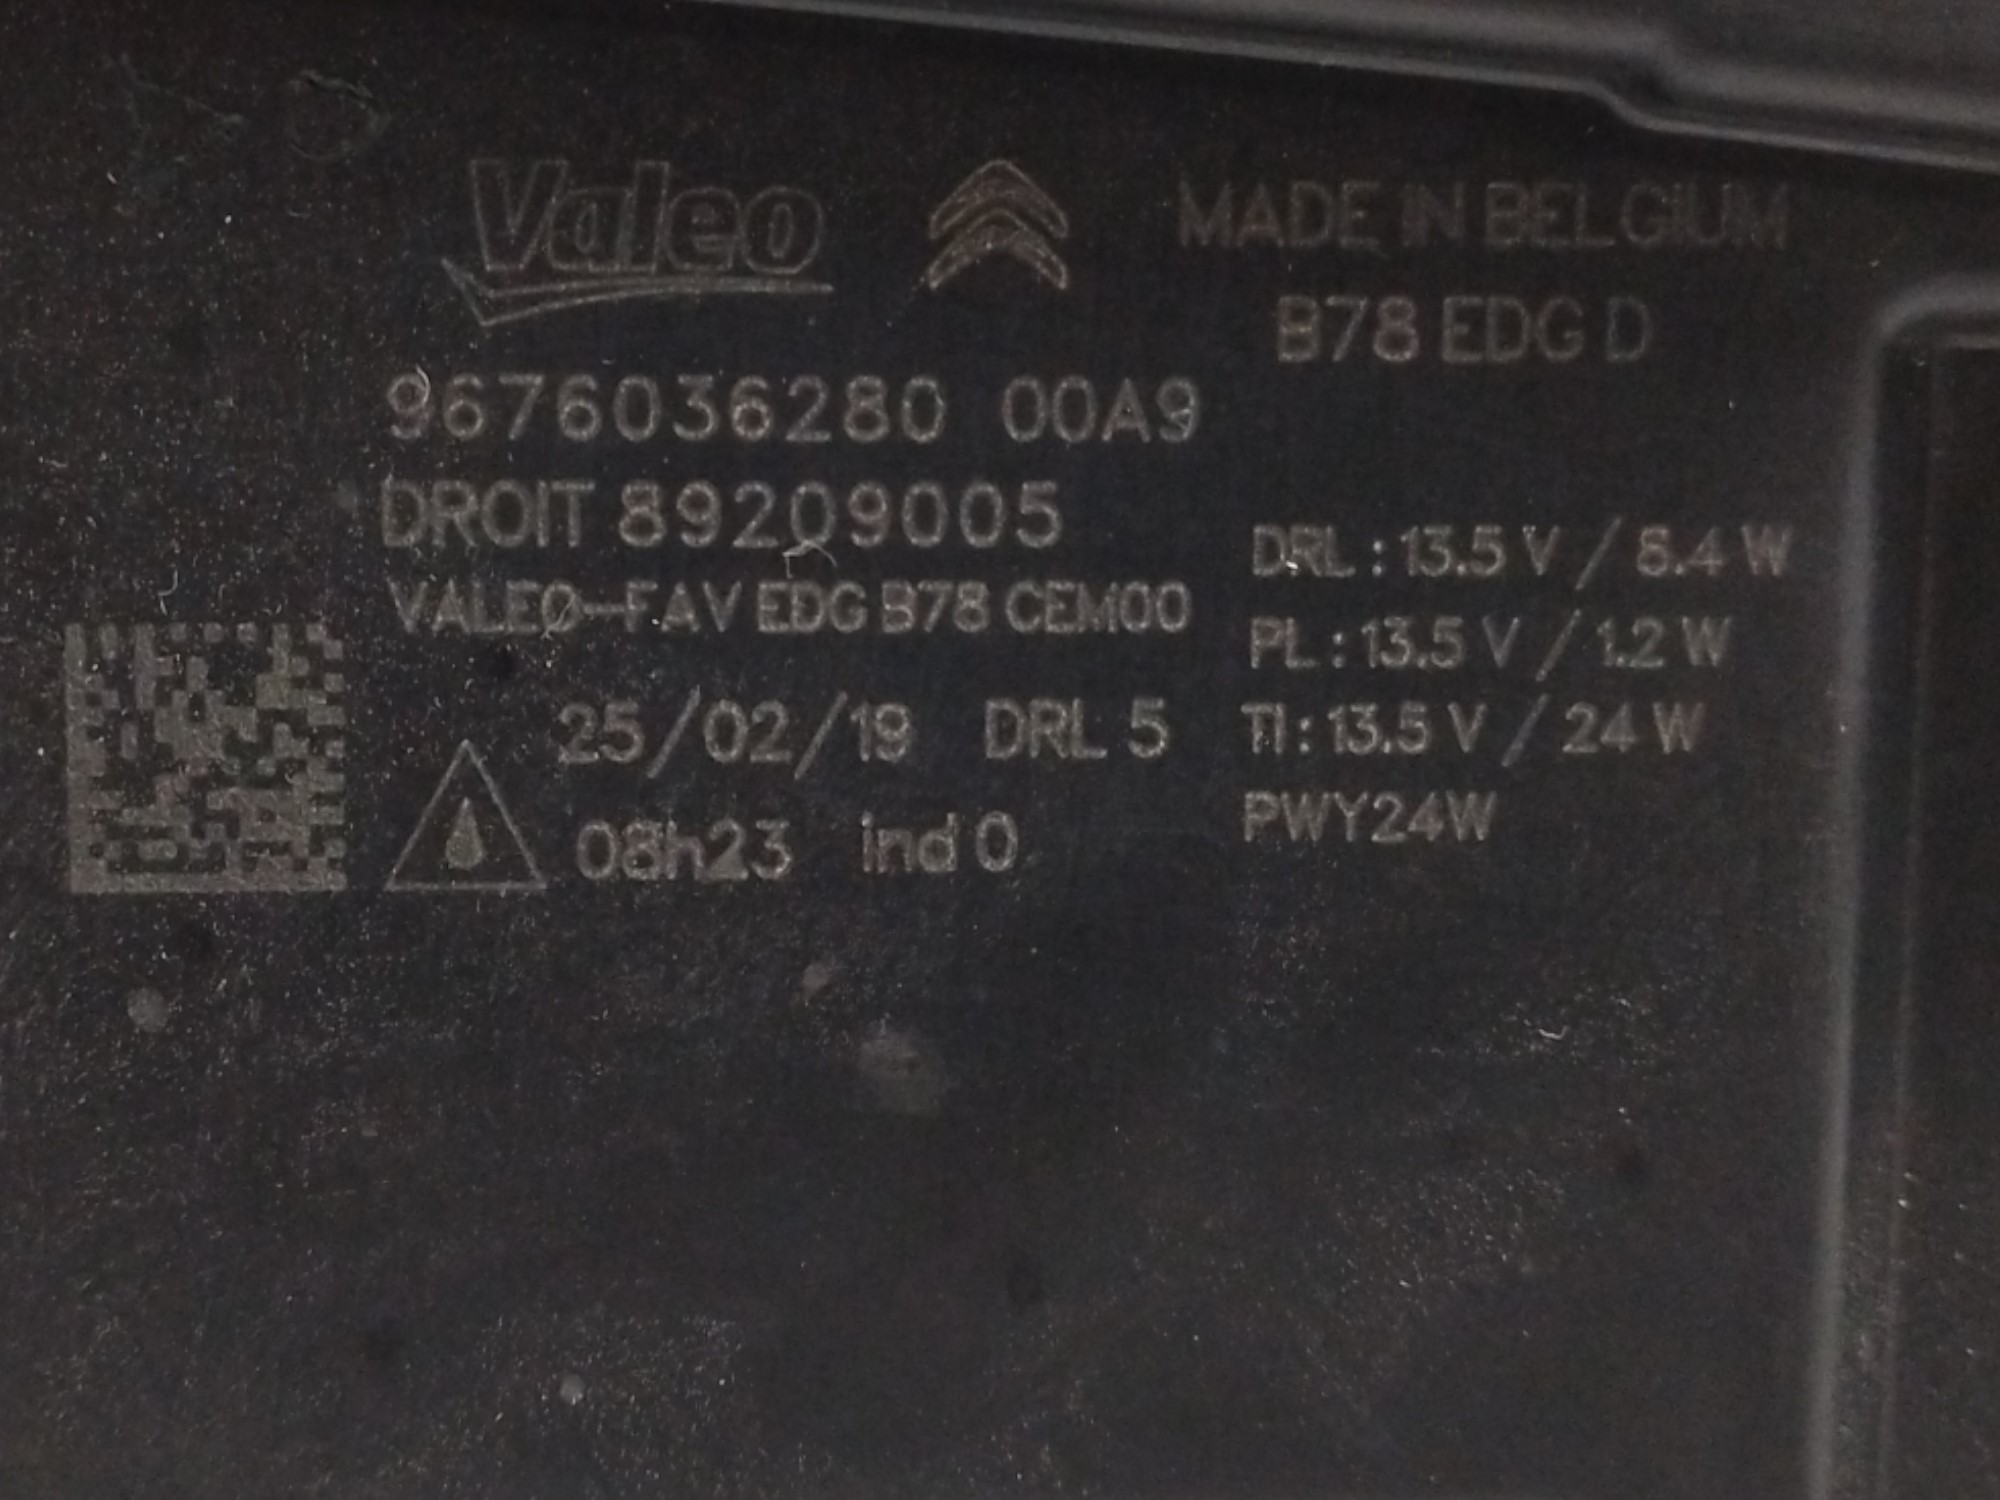 Valeo
MADE IN BELGIUM
B78 EDG D
9676036280 00A9
DROIT 89209005
VALEO-FAV EDG B78 CEM00
DRL : 13.5 V / 8.4 W
PL : 13.5 V / 1.2 W
25/02/19 DRL 5
TI : 13.5 V / 24 W
08h23 ind 0
PWY24W